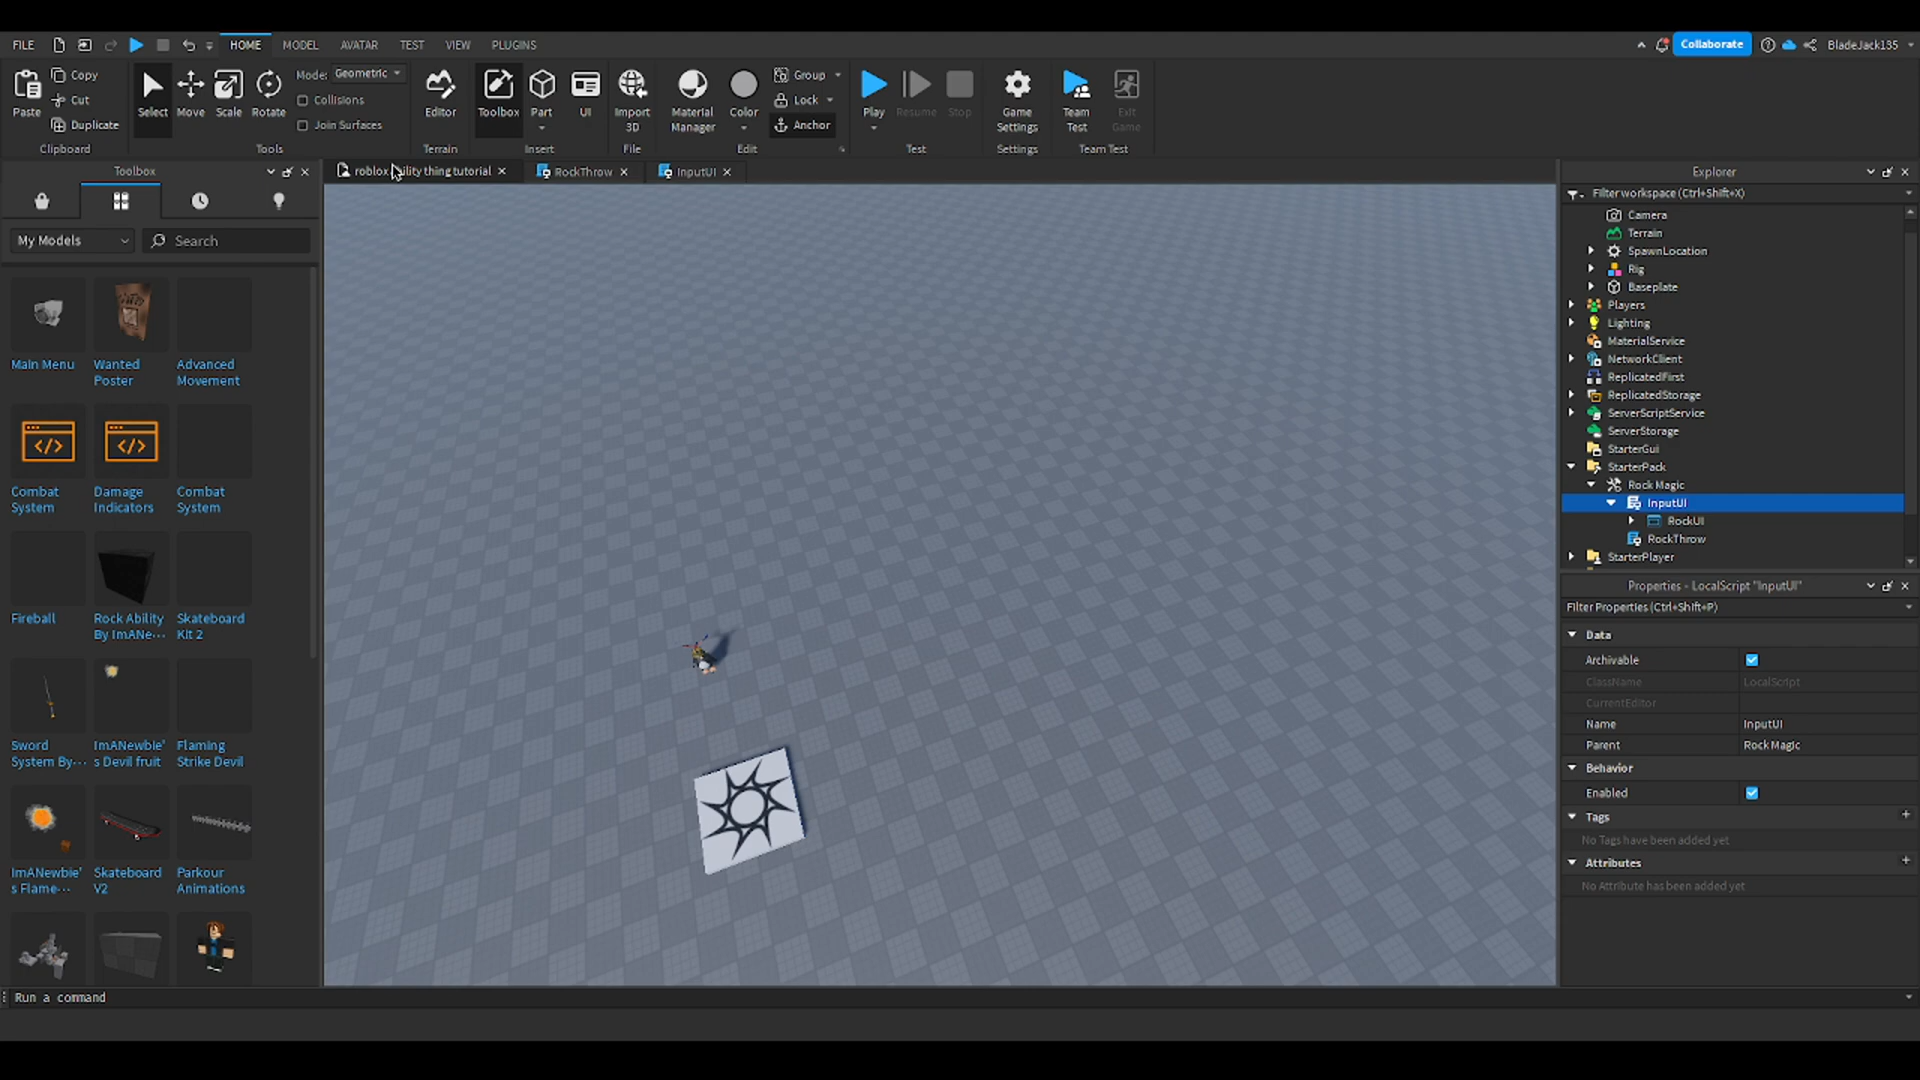 FILE HOME MODEL AVATAR TEST VIEW PLUGINS Collaborate BladeJack135
Copy Cut Duplicate Paste Clipboard
Select Move Scale Rotate Mode: Geometric Collisions Join Surfaces Tools
Editor Terrain
Toolbox Part UI Insert
Import 3D File
Material Manager Color Group Lock Anchor Edit
Play Resume Stop Test
Game Settings Settings
Team Test Exit Game Team Test
Toolbox
My Models Search
Main Menu
Wanted Poster
Advanced Movement
Combat System
Damage Indicators
Combat System
Fireball
Rock Ability By ImANe···
Skateboard Kit 2
Sword System By···
ImANewbie's Devil fruit
Flaming Strike Devil
ImANewbie's Flame···
Skateboard V2
Parkour Animations
roblox ility thing tutorial RockThrow InputUI
Explorer
Filter workspace (Ctrl+Shift+X)
Camera
Terrain
SpawnLocation
Rig
Baseplate
Players
Lighting
MaterialService
NetworkClient
ReplicatedFirst
ReplicatedStorage
ServerScriptService
ServerStorage
StarterGui
StarterPack
Rock Magic
InputUI
RockUI
RockThrow
StarterPlayer
Properties - LocalScript "InputUI"
Filter Properties (Ctrl+Shift+P)
Data
Archivable
ClassName LocalScript
CurrentEditor
Name InputUI
Parent Rock Magic
Behavior
Enabled
Tags
No Tags have been added yet
Attributes
No Attribute has been added yet
Run a command